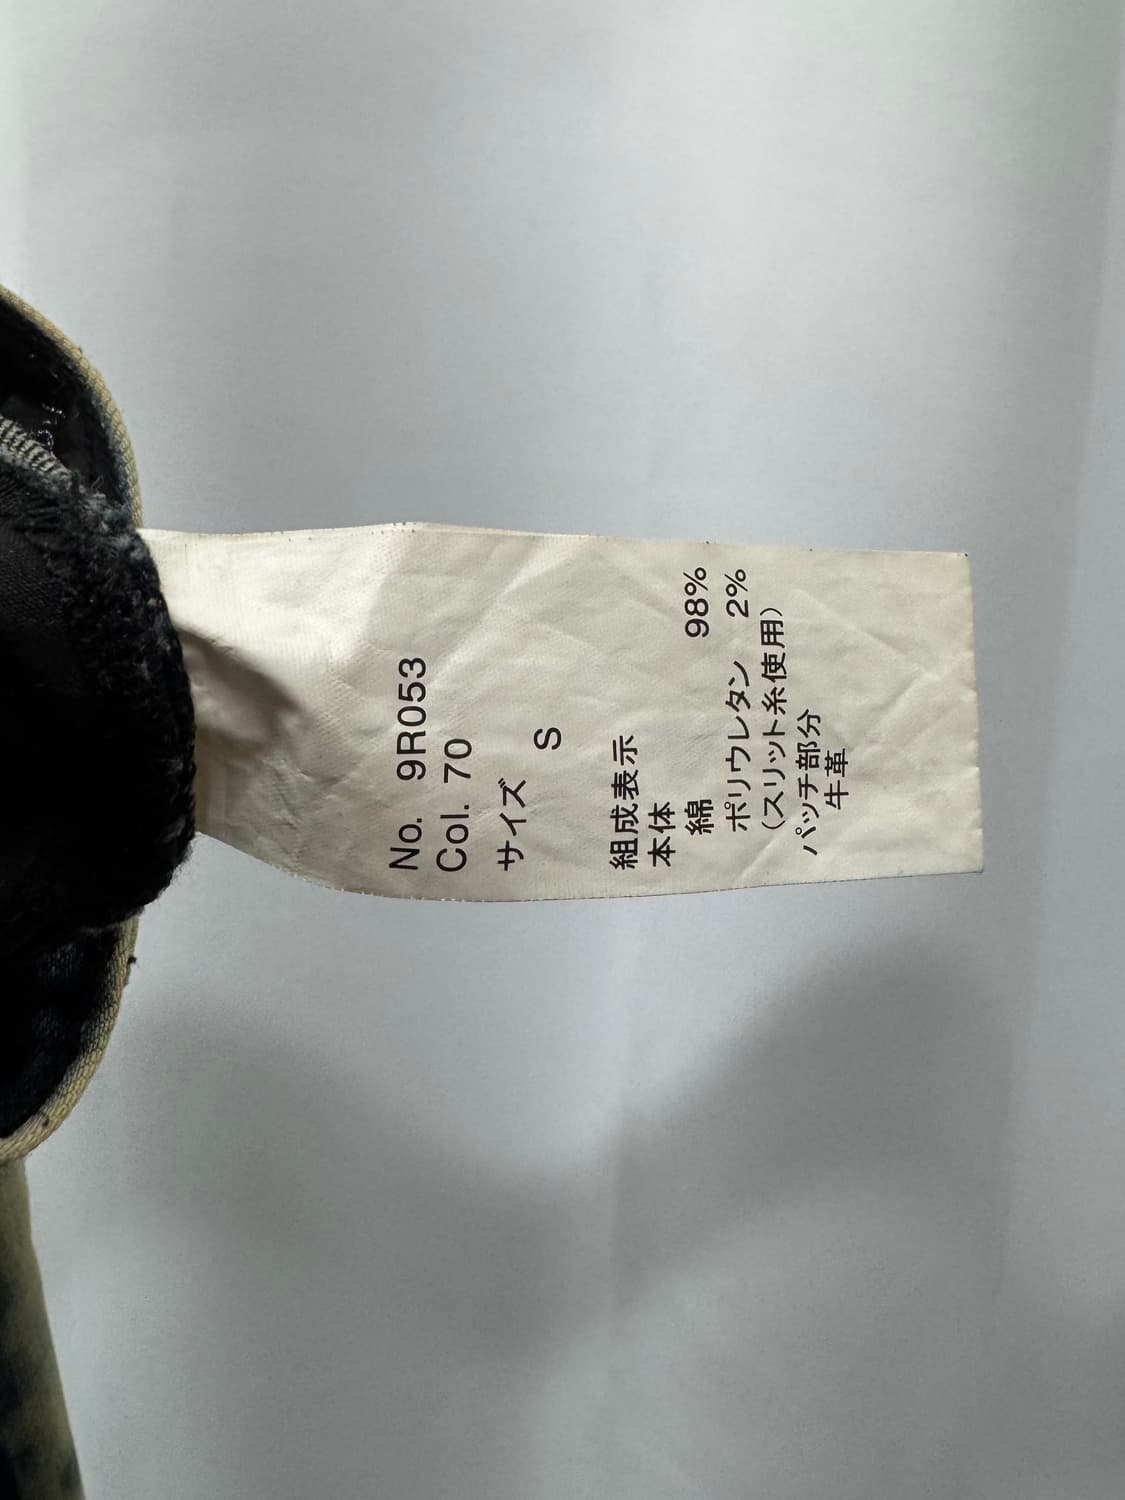 No. 9R053
Col. 70
サイズ
S
組成表示
本体
綿 98%
ポリウレタン 2%
(スリット糸使用)
パッチ部分
牛革